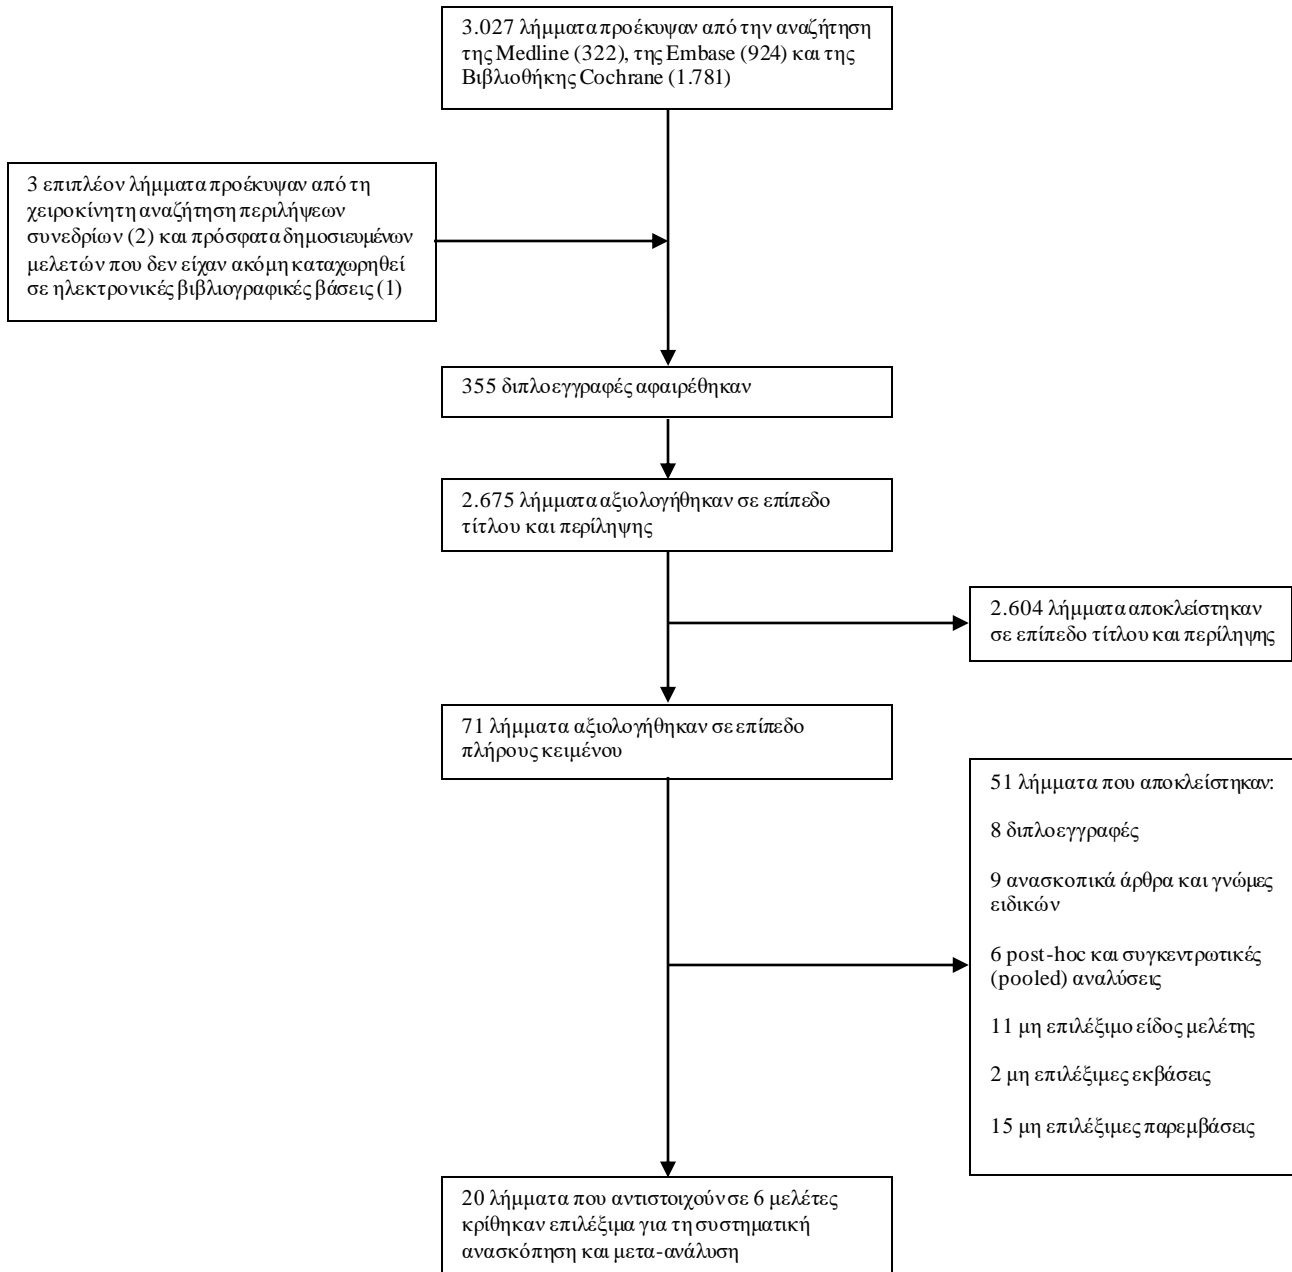 3.027 λήμματα προέκυψαν από την αναζήτηση
της Medline (322), της Embase (924) και της
Βιβλιοθήκης Cochrane (1.781)
3 επιπλέον λήμματα προέκυψαν από τη
χειροκίνητη αναζήτηση περιλήψεων
συνεδρίων (2) και πρόσφατα δημοσιευμένων
μελετών που δεν είχαν ακόμη καταχωρηθεί
σε ηλεκτρονικές βιβλιογραφικές βάσεις (1)
355 διπλοεγγραφές αφαιρέθηκαν
2.675 λήμματα αξιολογήθηκαν σε επίπεδο
τίτλου και περίληψης
2.604 λήμματα αποκλείστηκαν
σε επίπεδο τίτλου και περίληψης
71 λήμματα αξιολογήθηκαν σε επίπεδο
πλήρους κειμένου
51 λήμματα που αποκλείστηκαν:
8 διπλοεγγραφές
9 ανασκοπικά άρθρα και γνώμες
ειδικών
6 post-hoc και συγκεντρωτικές
(pooled) αναλύσεις
11 μη επιλέξιμο είδος μελέτης
2 μη επιλέξιμες εκβάσεις
15 μη επιλέξιμες παρεμβάσεις
20 λήμματα που αντιστοιχούν σε 6 μελέτες
κρίθηκαν επιλέξιμα για τη συστηματική
ανασκόπηση και μετα-ανάλυση